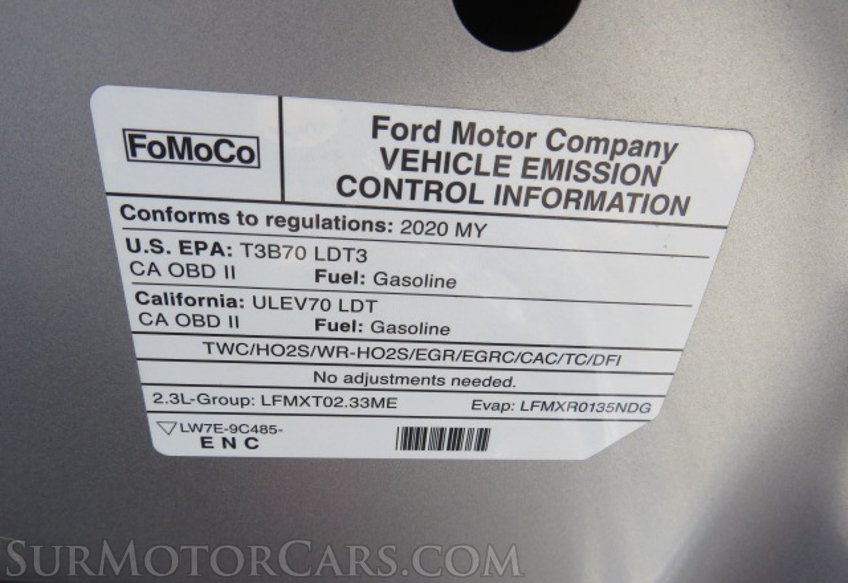 FoMoCo
Ford Motor Company
VEHICLE EMISSION
CONTROL INFORMATION
Conforms to regulations: 2020 MY
U.S. EPA: T3B70 LDT3
CA OBD II Fuel: Gasoline
California: ULEV70 LDT
CA OBD II Fuel: Gasoline
TWC/HO2S/WR-HO2S/EGR/EGRC/CAC/TC/DFI
No adjustments needed.
2.3L-Group: LFMXT02.33ME Evap: LFMXR0135NDG
LW7E-9C485-
E N C
SURMOTORCARS.COM